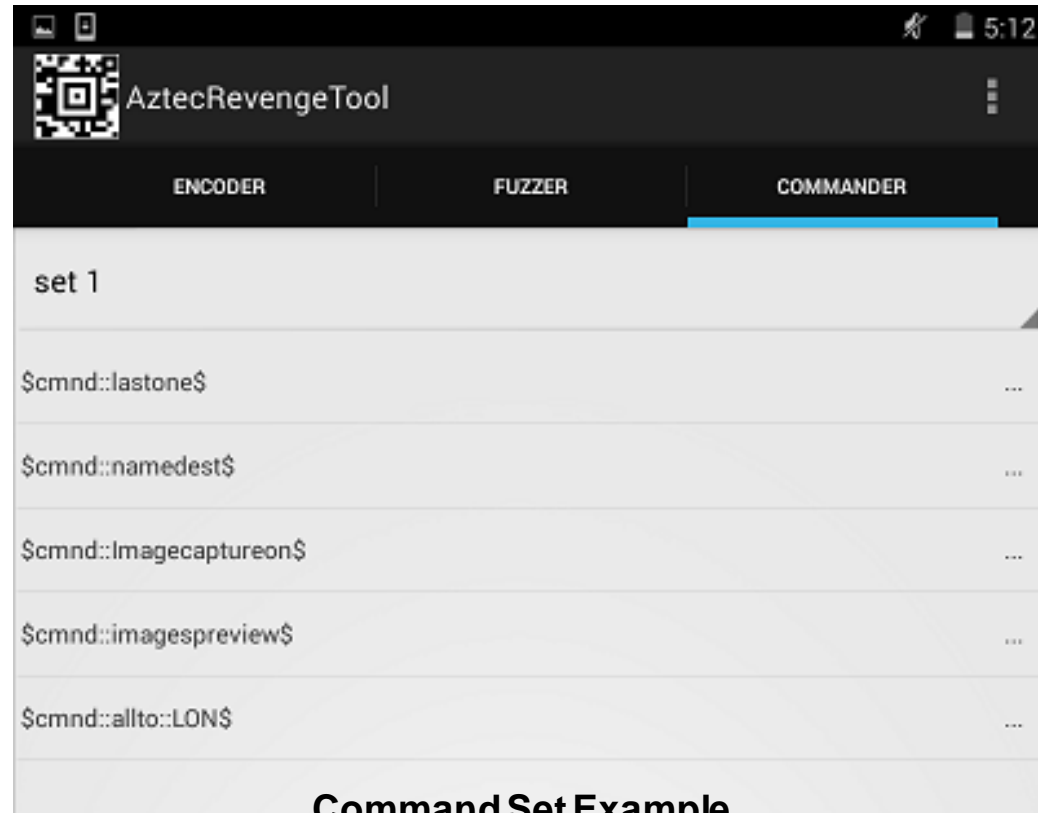 5:12
AztecRevengeTool
ENCODER FUZZER COMMANDER
set 1
$cmnd::lastone$ ...
$cmnd::namedest$ ...
$cmnd::Imagecaptureon$ ...
$cmnd::imagespreview$ ...
$cmnd::allto::LON$ ...
Command Set Example